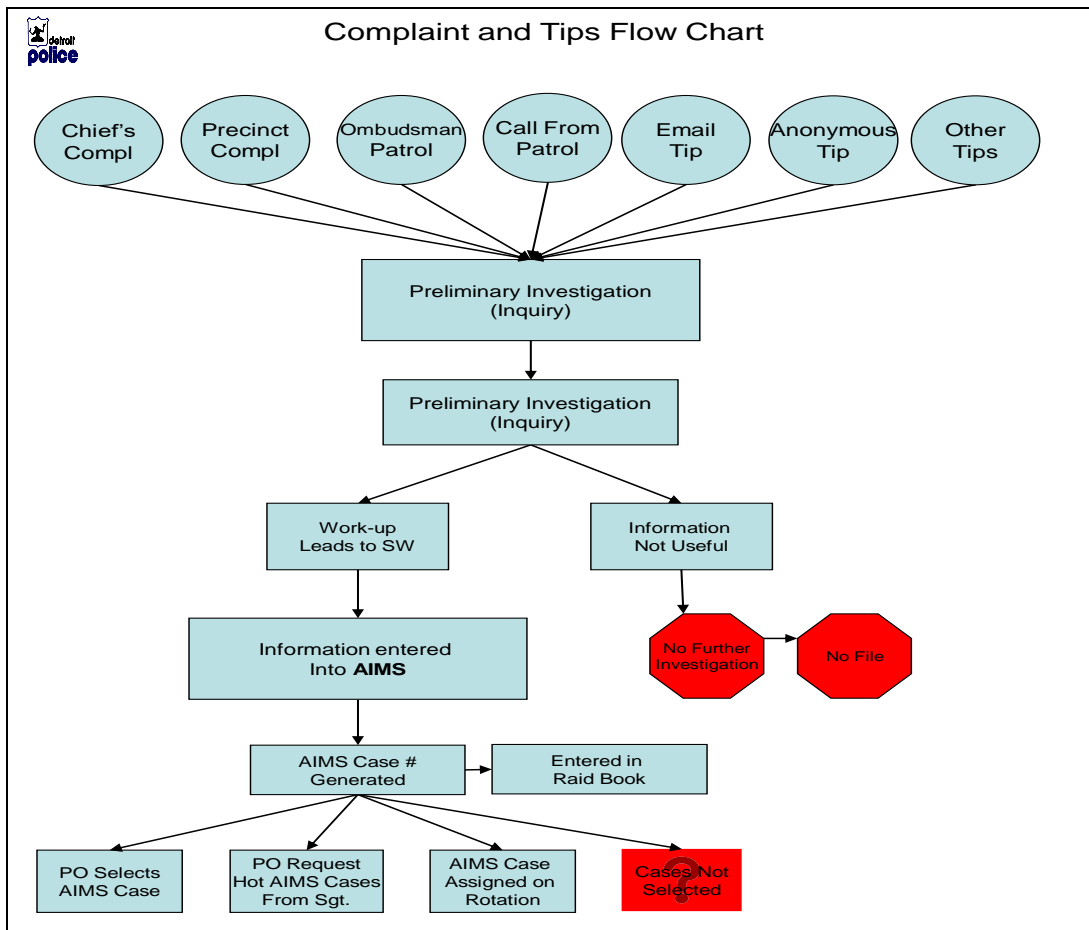 detroit
police
Complaint and Tips Flow Chart
Chief's
Compl
Precinct
Compl
Ombudsman
Patrol
Call From
Patrol
Email
Tip
Anonymous
Tip
Other
Tips
Preliminary Investigation
(Inquiry)
Preliminary Investigation
(Inquiry)
Work-up
Leads to SW
Information
Not Useful
Information entered
Into AIMS
No Further
Investigation
No File
AIMS Case #
Generated
Entered in
Raid Book
PO Selects
AIMS Case
PO Request
Hot AIMS Cases
From Sgt.
AIMS Case
Assigned on
Rotation
?
Cases Not
Selected